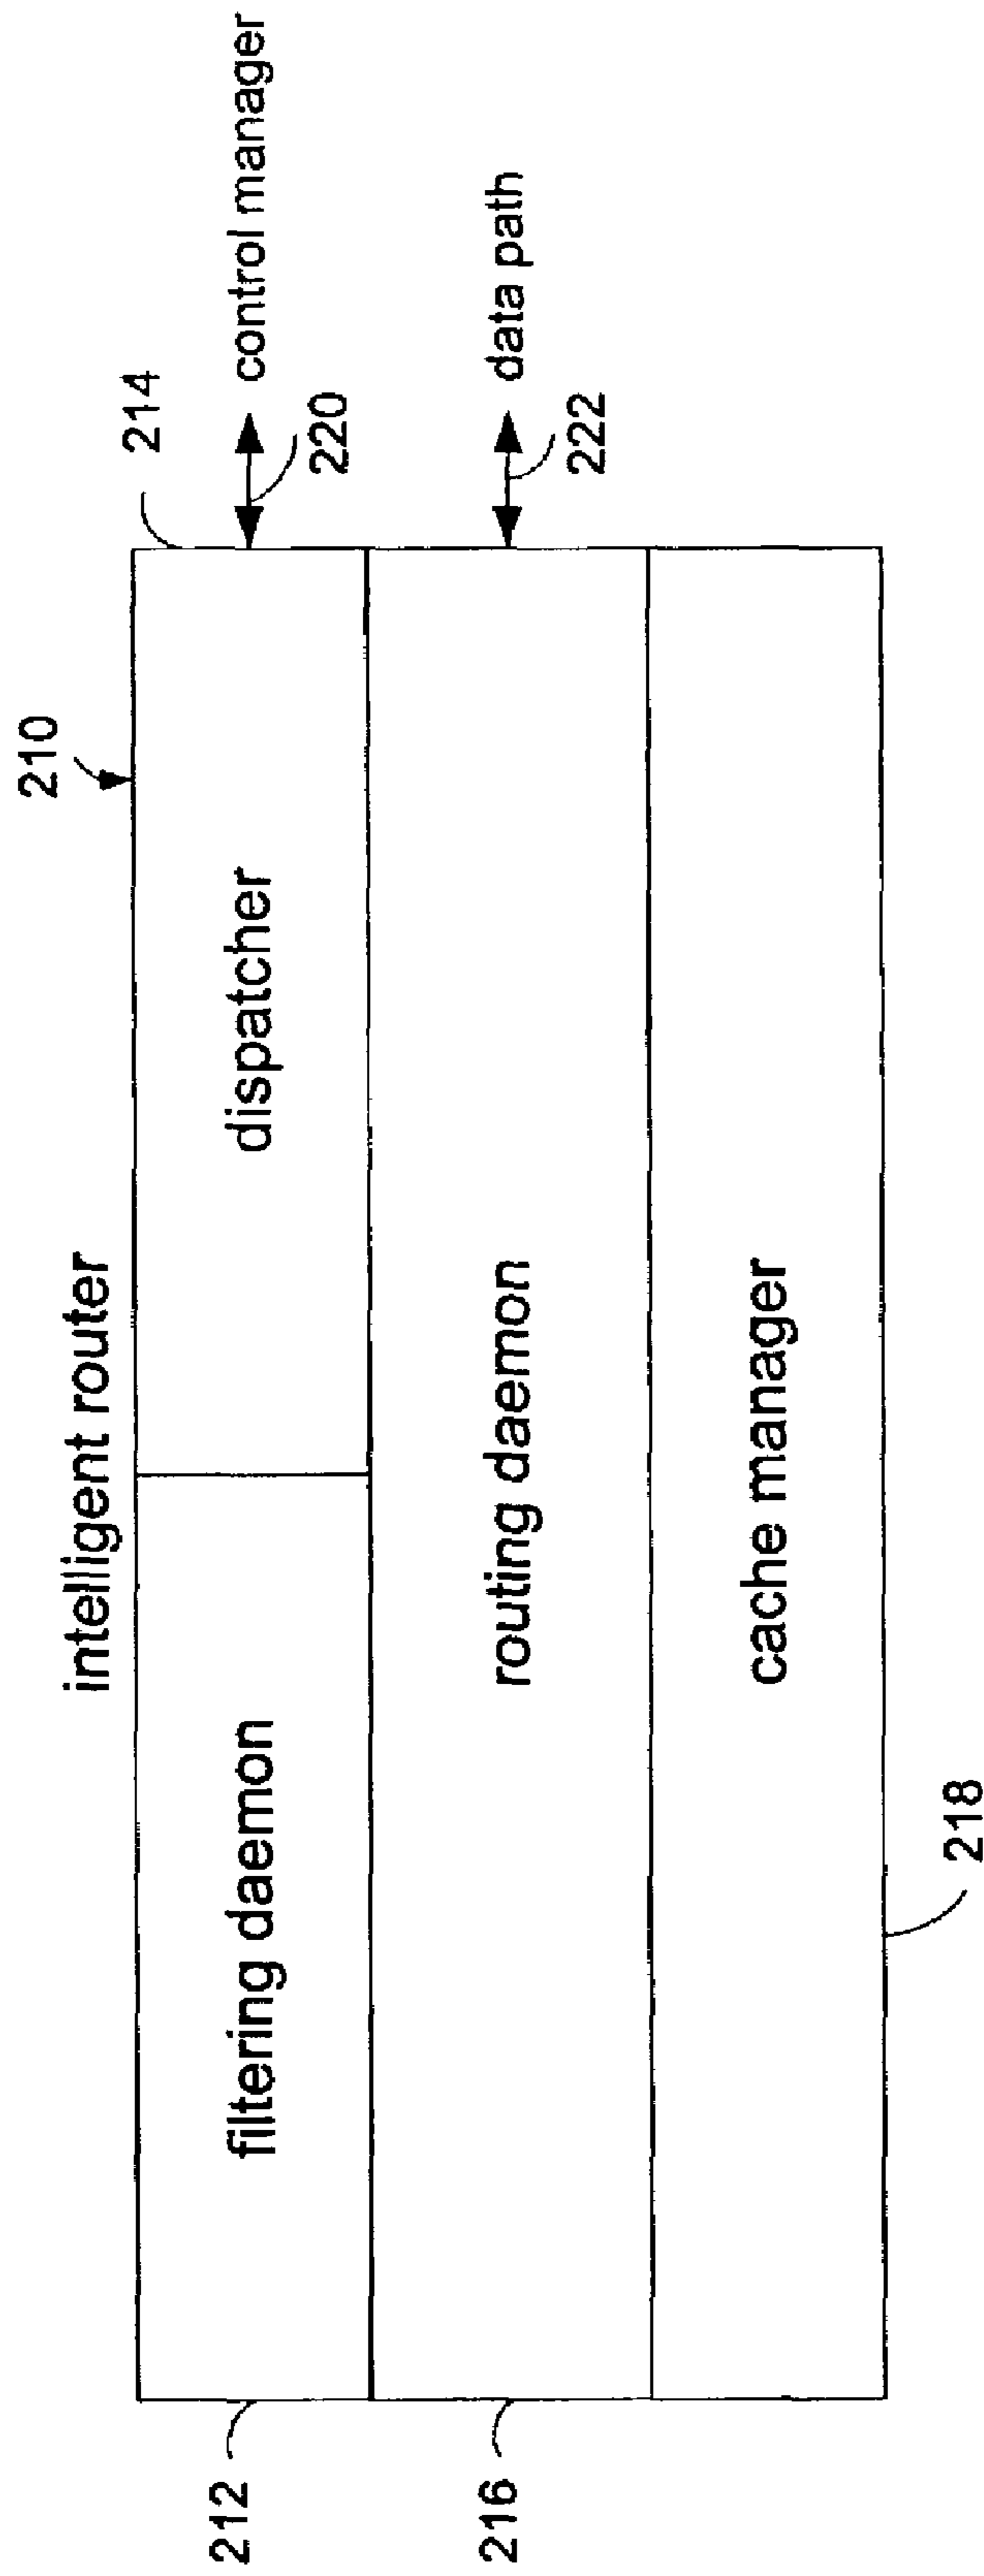 intelligent router
210
filtering daemon
dispatcher
214
control manager
220
212
routing daemon
data path
222
216
cache manager
218